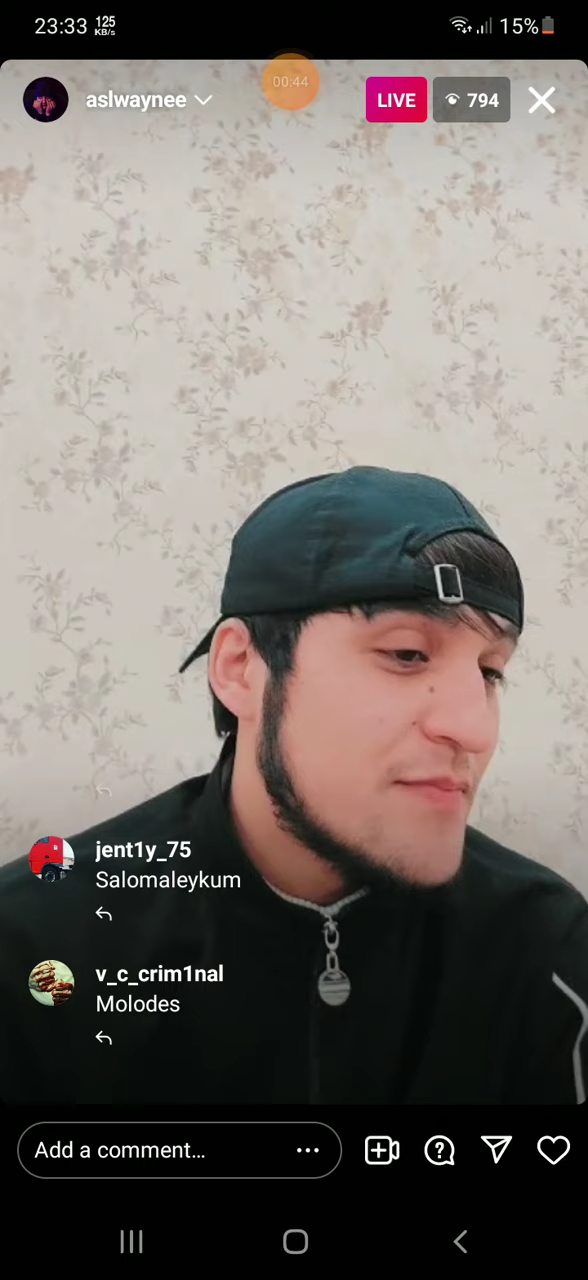 23:33 125 KB/s 15%
00:44
aslwaynee LIVE 794
jent1y_75
Salomaleykum
v_c_crim1nal
Molodes
Add a comment...